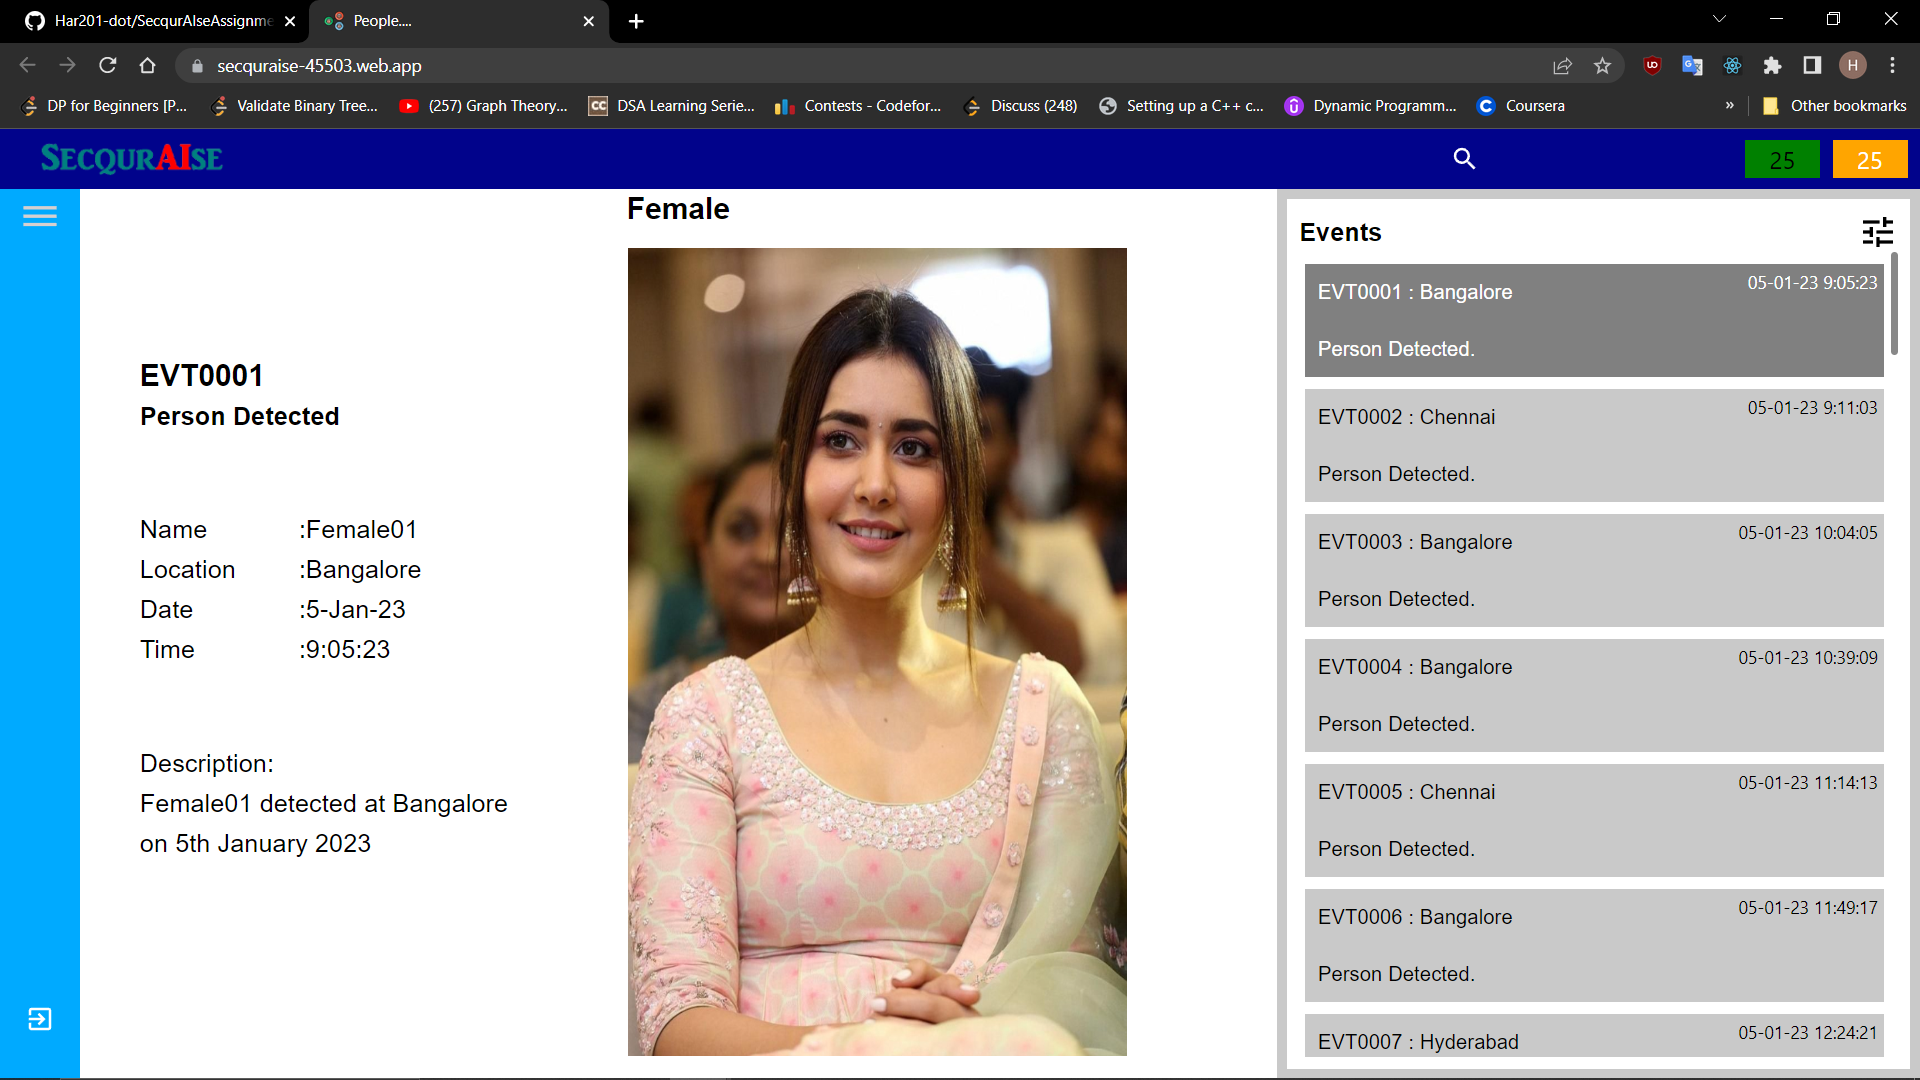 Har201-dot/SecqurAIseAssignme
People....
secquraise-45503.web.app
H
DP for Beginners [P...
Validate Binary Tree...
(257) Graph Theory...
CC
DSA Learning Serie...
Contests - Codefor...
Discuss (248)
Setting up a C++ c...
Dynamic Programm...
Coursera
»
Other bookmarks
SECQURAISE
25
25
Female
EVT0001
Person Detected
Name :Female01
Location :Bangalore
Date :5-Jan-23
Time :9:05:23
Description:
Female01 detected at Bangalore
on 5th January 2023
Events
EVT0001 : Bangalore 05-01-23 9:05:23
Person Detected.
EVT0002 : Chennai 05-01-23 9:11:03
Person Detected.
EVT0003 : Bangalore 05-01-23 10:04:05
Person Detected.
EVT0004 : Bangalore 05-01-23 10:39:09
Person Detected.
EVT0005 : Chennai 05-01-23 11:14:13
Person Detected.
EVT0006 : Bangalore 05-01-23 11:49:17
Person Detected.
EVT0007 : Hyderabad 05-01-23 12:24:21